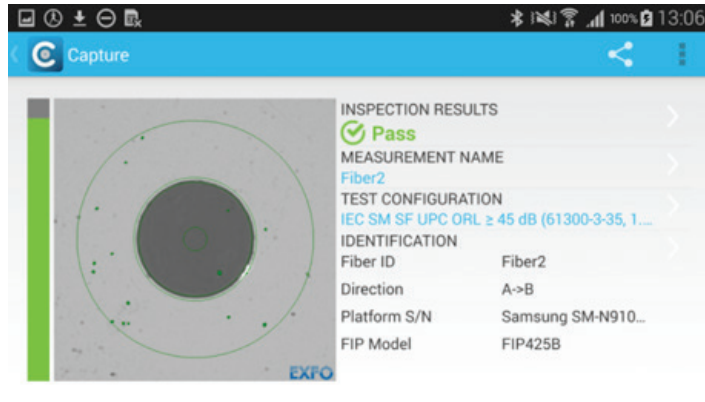 100% 13:06
Capture
INSPECTION RESULTS
Pass
MEASUREMENT NAME
Fiber2
TEST CONFIGURATION
IEC SM SF UPC ORL ≥ 45 dB (61300-3-35, 1....
IDENTIFICATION
Fiber ID Fiber2
Direction A->B
Platform S/N Samsung SM-N910...
FIP Model FIP425B
EXFO